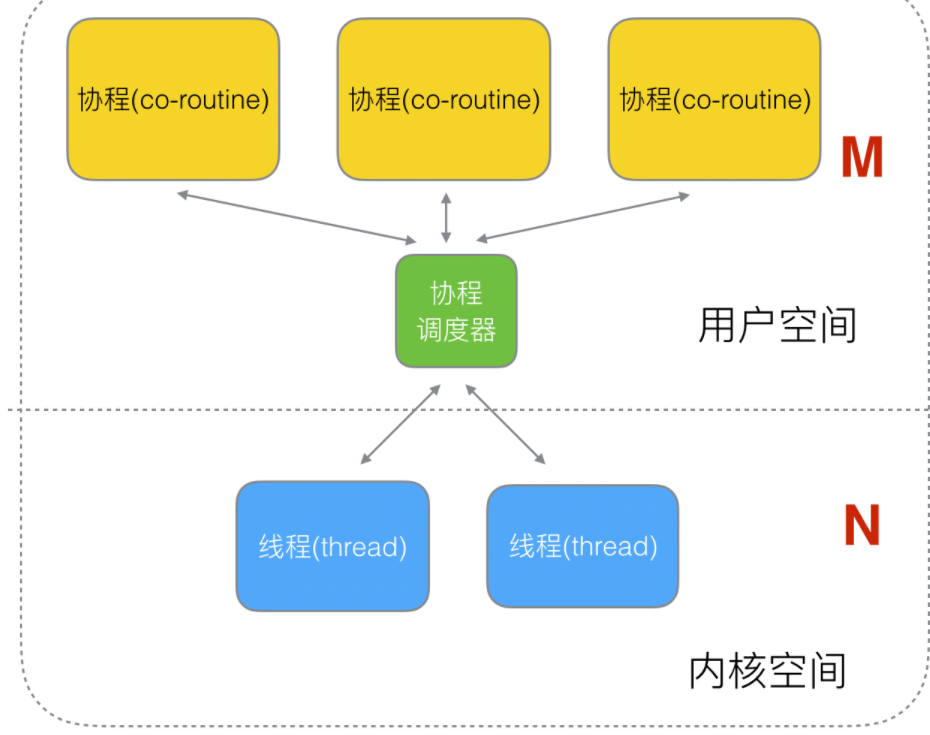 协程(co-routine)
协程(co-routine)
协程(co-routine)
M
协程
调度器
用户空间
线程(thread)
线程(thread)
N
内核空间